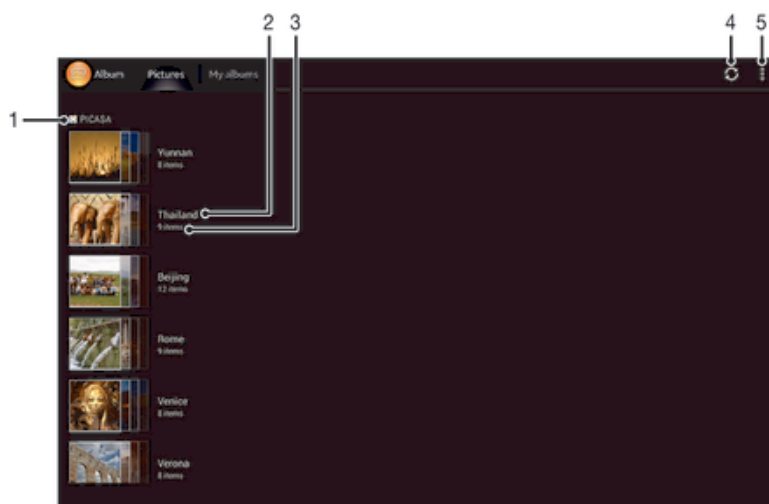 2 3 4 5
Album Pictures My albums
1 PICASA
Yunnan
8 items
Thailand
9 items
Beijing
12 items
Rome
9 items
Venice
8 items
Verona
8 items